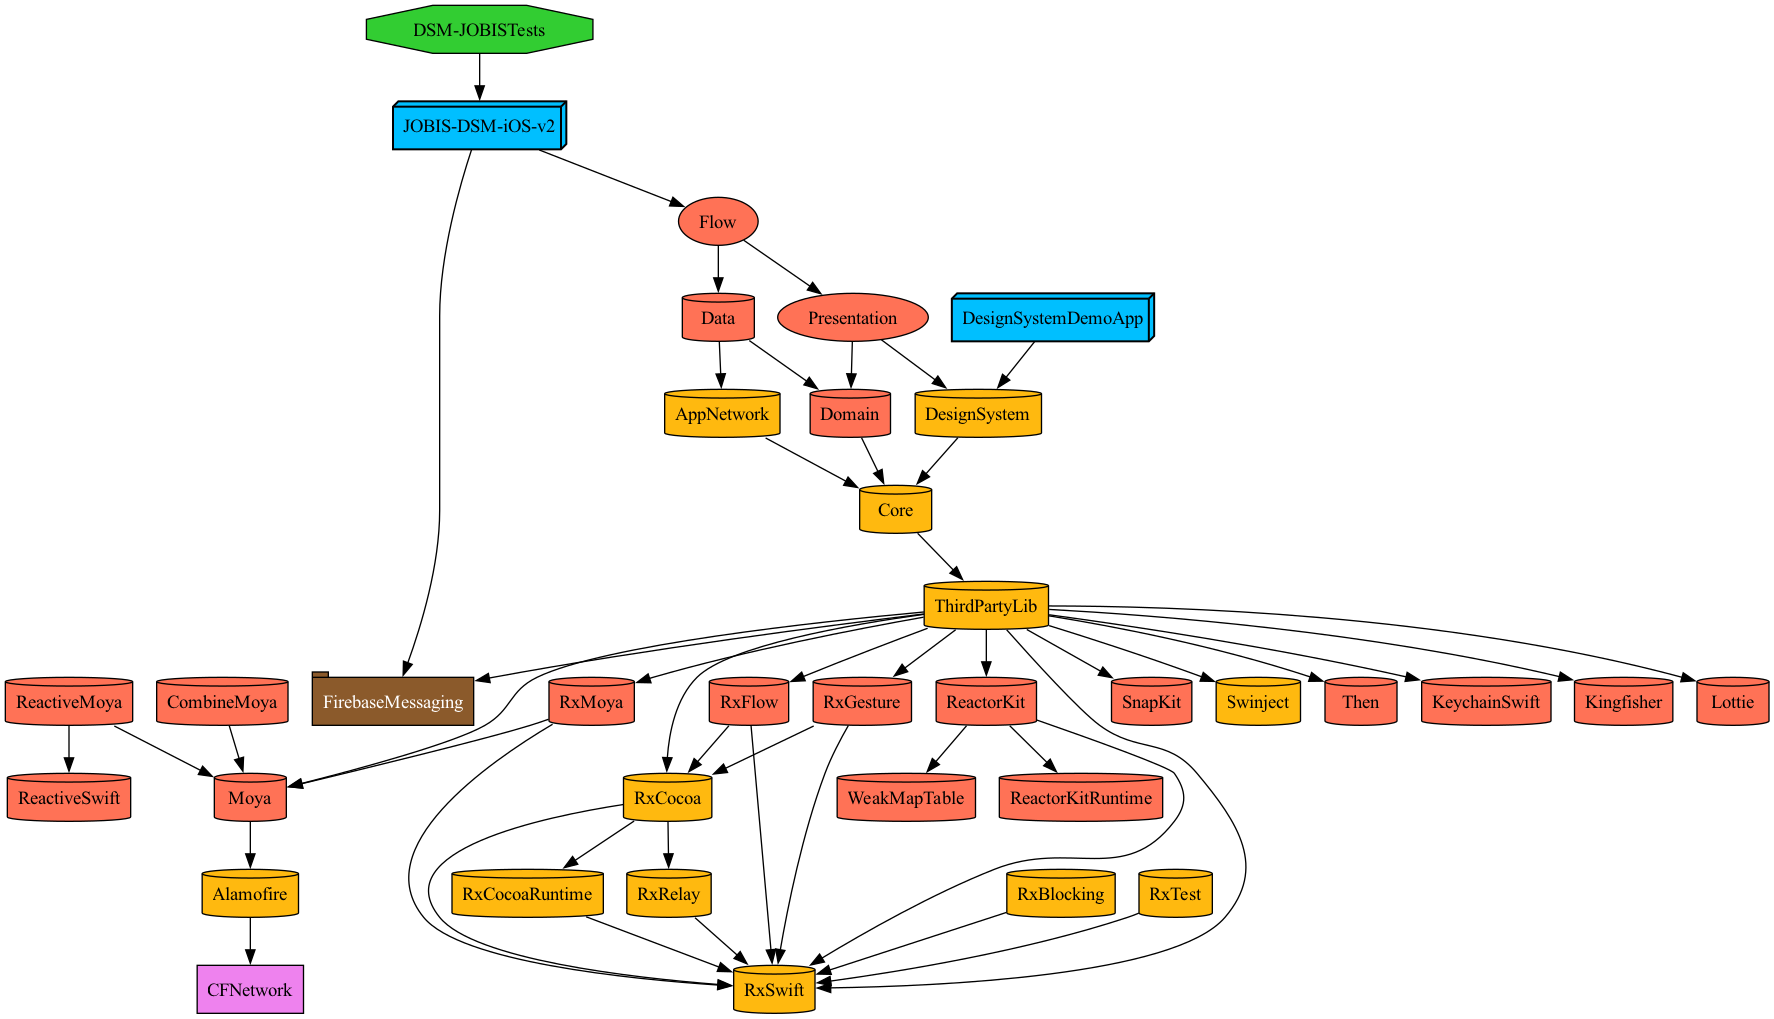 DSM-JOBISTests
JOBIS-DSM-iOS-v2
Flow
Data
Presentation
DesignSystemDemoApp
AppNetwork
Domain
DesignSystem
Core
ThirdPartyLib
ReactiveMoya
CombineMoya
FirebaseMessaging
RxMoya
RxFlow
RxGesture
ReactorKit
SnapKit
Swinject
Then
KeychainSwift
Kingfisher
Lottie
ReactiveSwift
Moya
RxCocoa
WeakMapTable
ReactorKitRuntime
Alamofire
RxCocoaRuntime
RxRelay
RxBlocking
RxTest
CFNetwork
RxSwift